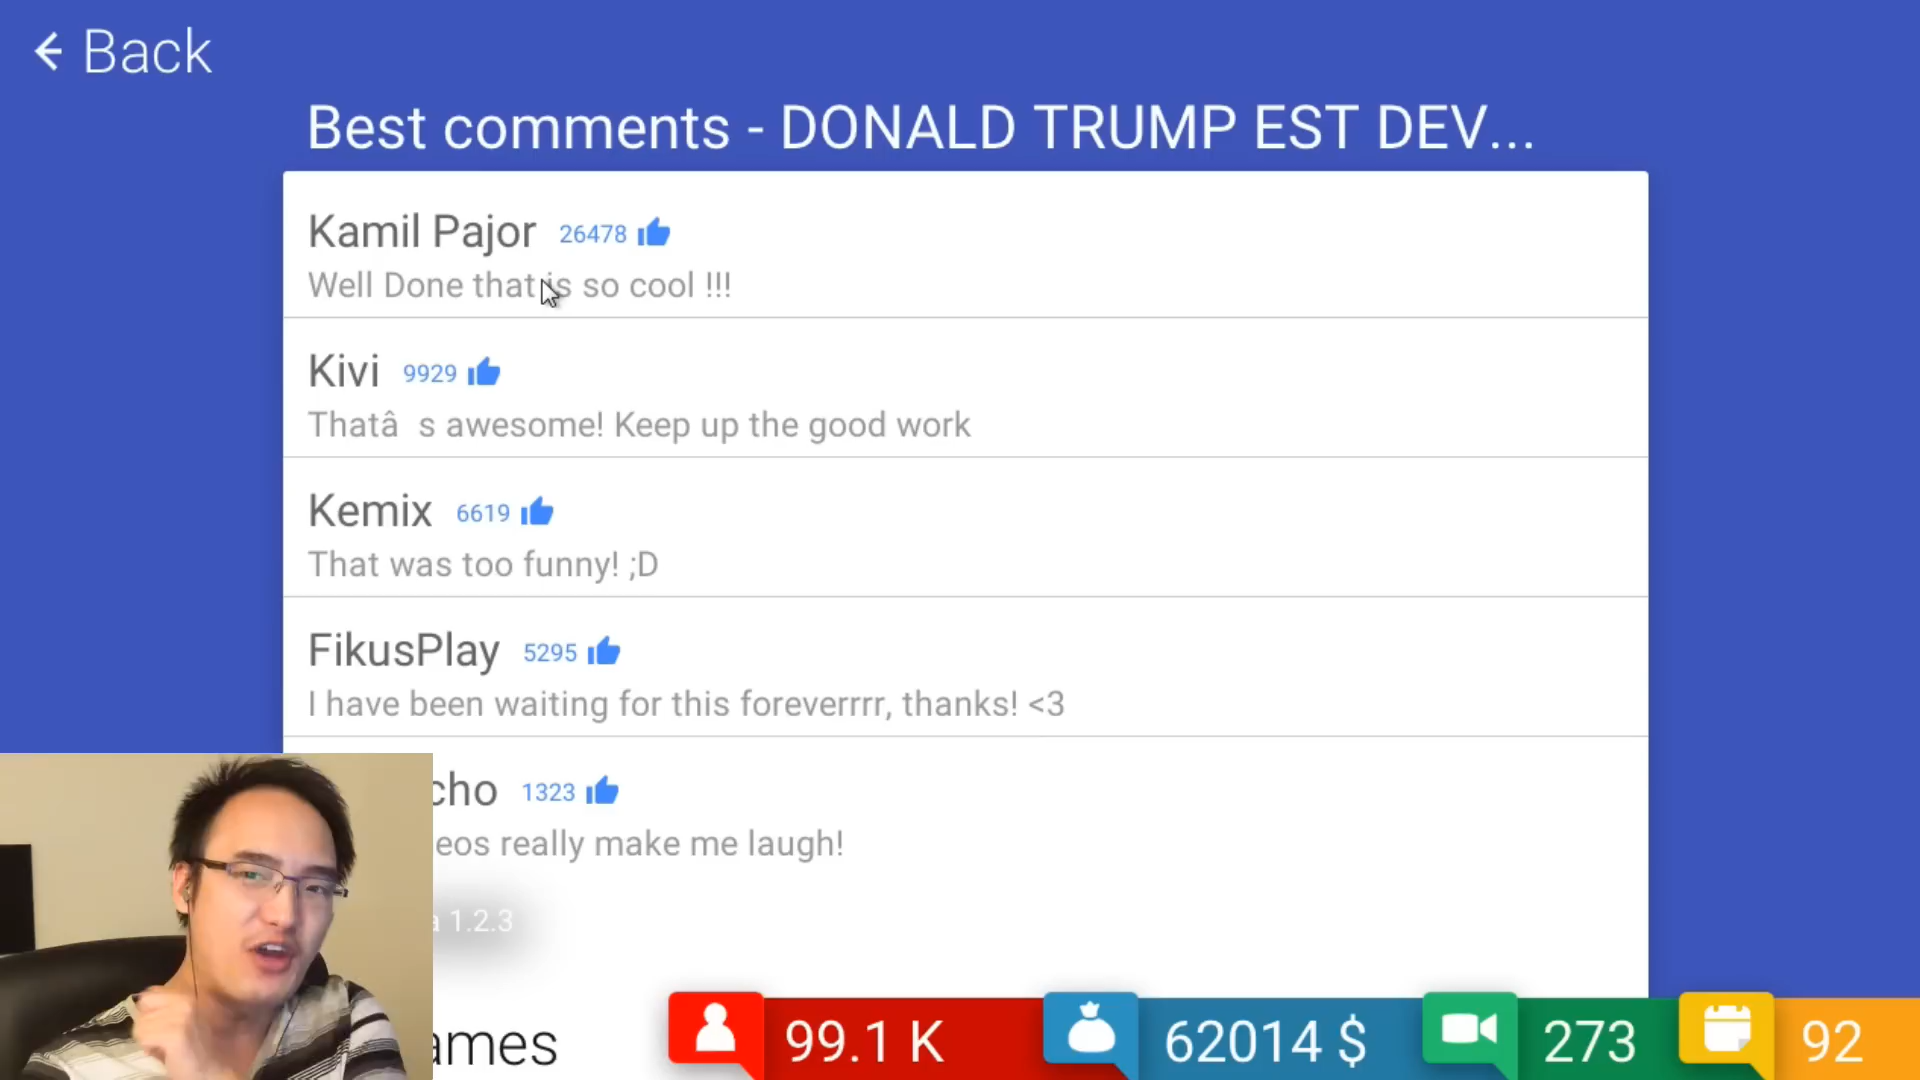 Back
Best comments - DONALD TRUMP EST DEV...
Kamil Pajor 26478
Well Done that is so cool !!!
Kivi 9929
Thatâ s awesome! Keep up the good work
Kemix 6619
That was too funny! ;D
FikusPlay 5295
I have been waiting for this foreverrrr, thanks! <3
cho 1323
eos really make me laugh!
a 1.2.3
ames
99.1 K
62014 $
273
92